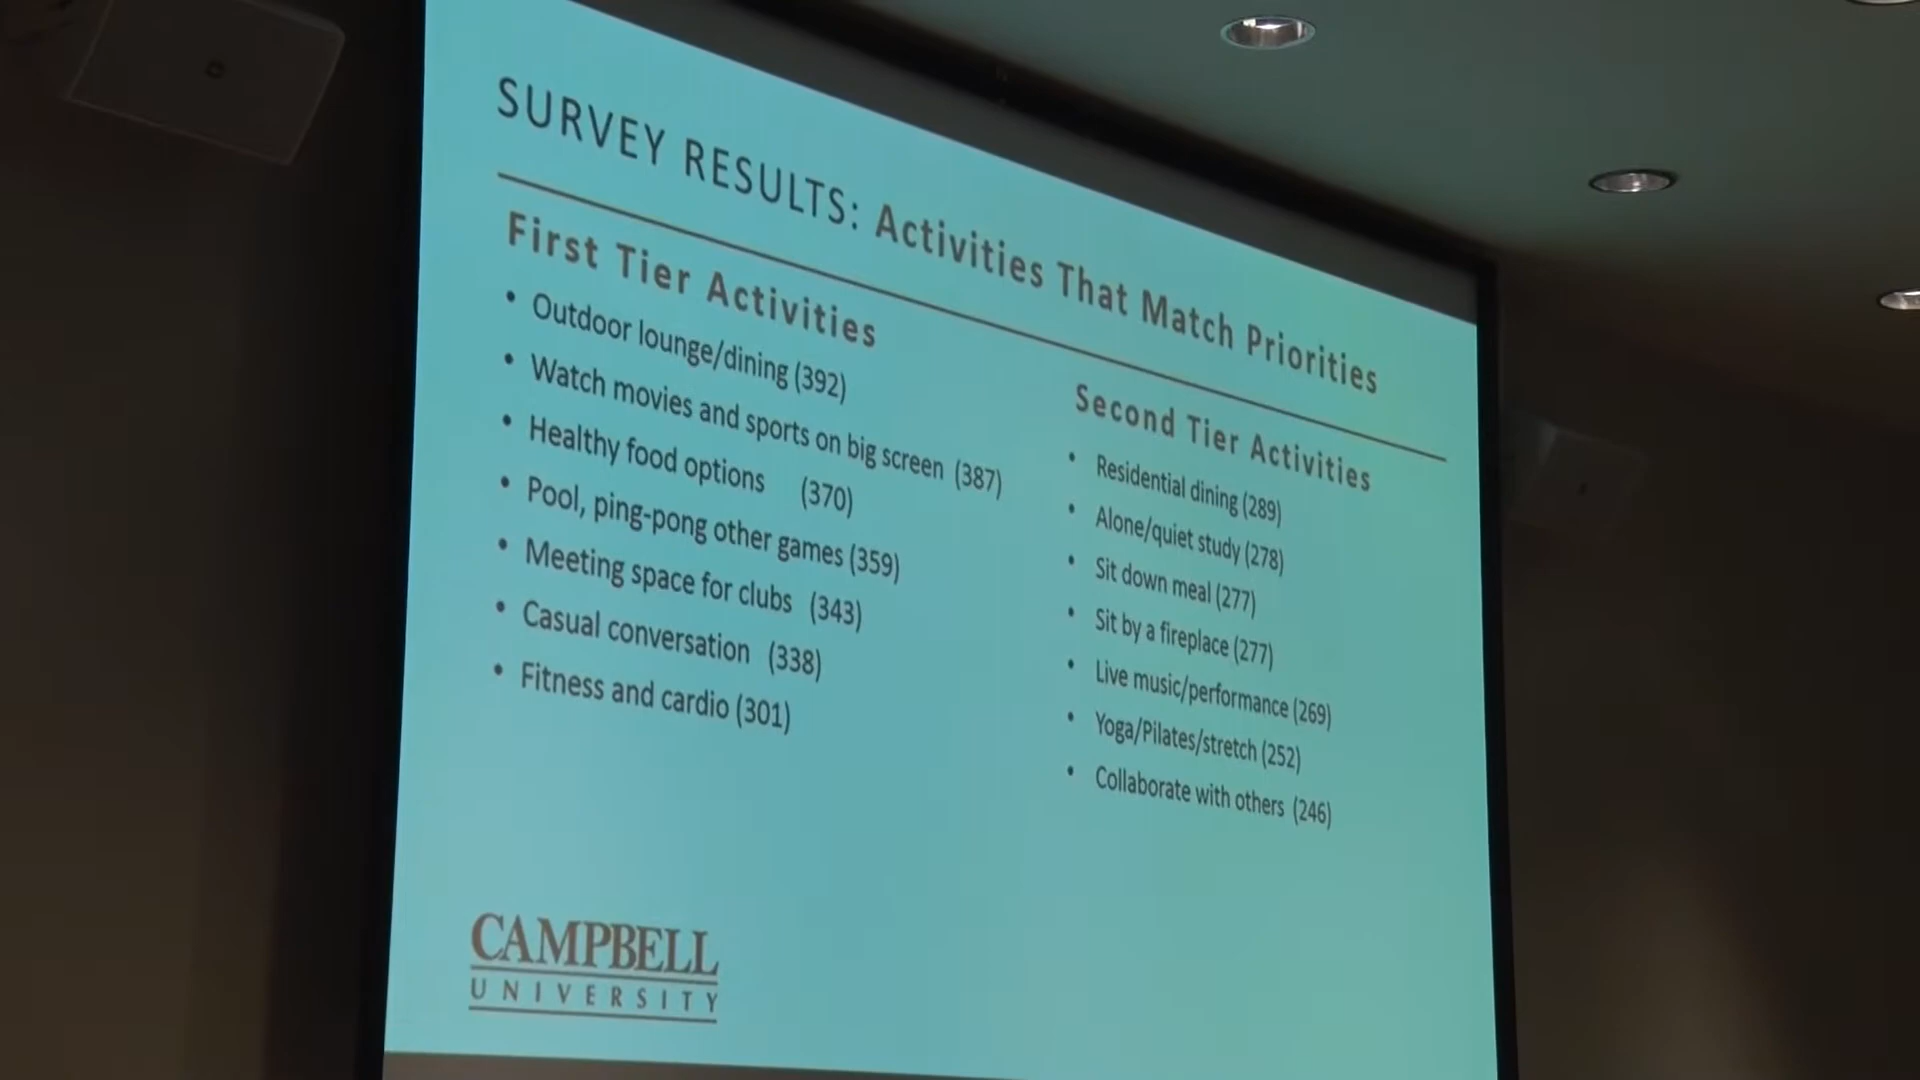 SURVEY RESULTS: Activities That Match Priorities
First Tier Activities
• Outdoor lounge/dining (392)
• Watch movies and sports on big screen (387)
• Healthy food options (370)
• Pool, ping-pong other games (359)
• Meeting space for clubs (343)
• Casual conversation (338)
• Fitness and cardio (301)
Second Tier Activities
• Residential dining (289)
• Alone/quiet study (278)
• Sit down meal (277)
• Sit by a fireplace (277)
• Live music/performance (269)
• Yoga/Pilates/stretch (252)
• Collaborate with others (246)
CAMPBELL
UNIVERSITY